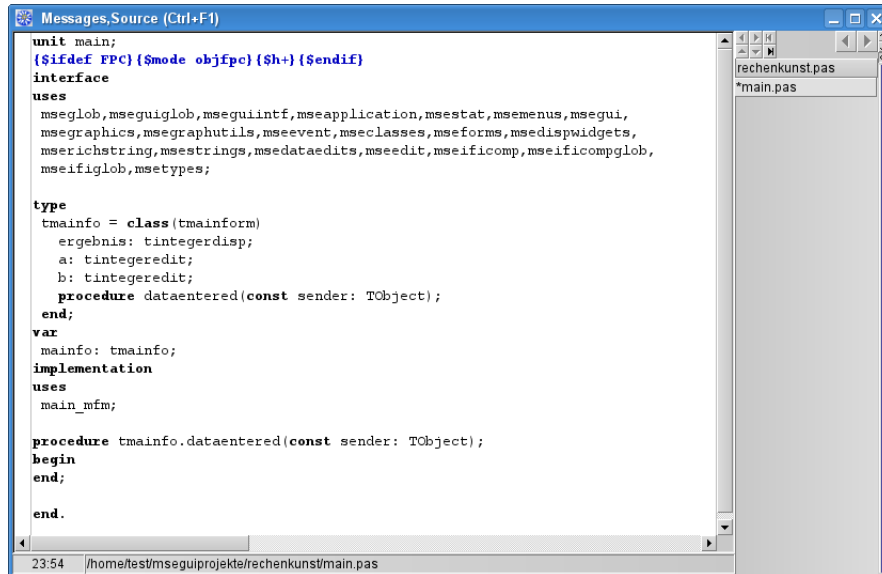 Messages,Source (Ctrl+F1)
unit main;
{$ifdef FPC}{$mode objfpc}{$h+}{$endif}
interface
uses
 mseglob,mseguiglob,mseguiintf,mseapplication,msestat,msemenus,msegui,
 msegraphics,msegraphutils,mseevent,mseclasses,mseforms,msedispwidgets,
 mserichstring,msestrings,msedataedits,mseedit,mseificomp,mseificompglob,
 mseifiglob,msetypes;

type
 tmainfo = class(tmainform)
   ergebnis: tintegerdisp;
   a: tintegeredit;
   b: tintegeredit;
   procedure dataentered(const sender: TObject);
 end;
var
 mainfo: tmainfo;
implementation
uses
 main_mfm;

procedure tmainfo.dataentered(const sender: TObject);
begin
end;

end.
rechenkunst.pas
*main.pas
23:54
/home/test/mseguiprojekte/rechenkunst/main.pas